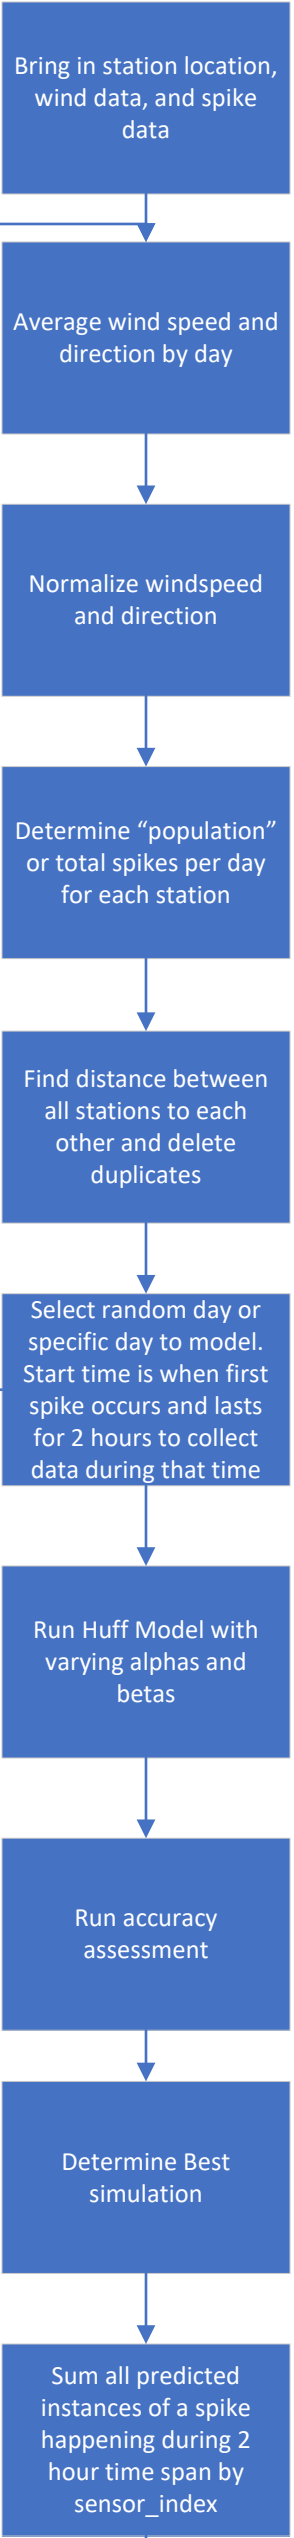 Bring in station location,
wind data, and spike
data
Average wind speed and
direction by day
Normalize windspeed
and direction
Determine “population”
or total spikes per day
for each station
Find distance between
all stations to each
other and delete
duplicates
Select random day or
specific day to model.
Start time is when first
spike occurs and lasts
for 2 hours to collect
data during that time
Run Huff Model with
varying alphas and
betas
Run accuracy
assessment
Determine Best
simulation
Sum all predicted
instances of a spike
happening during 2
hour time span by
sensor_index